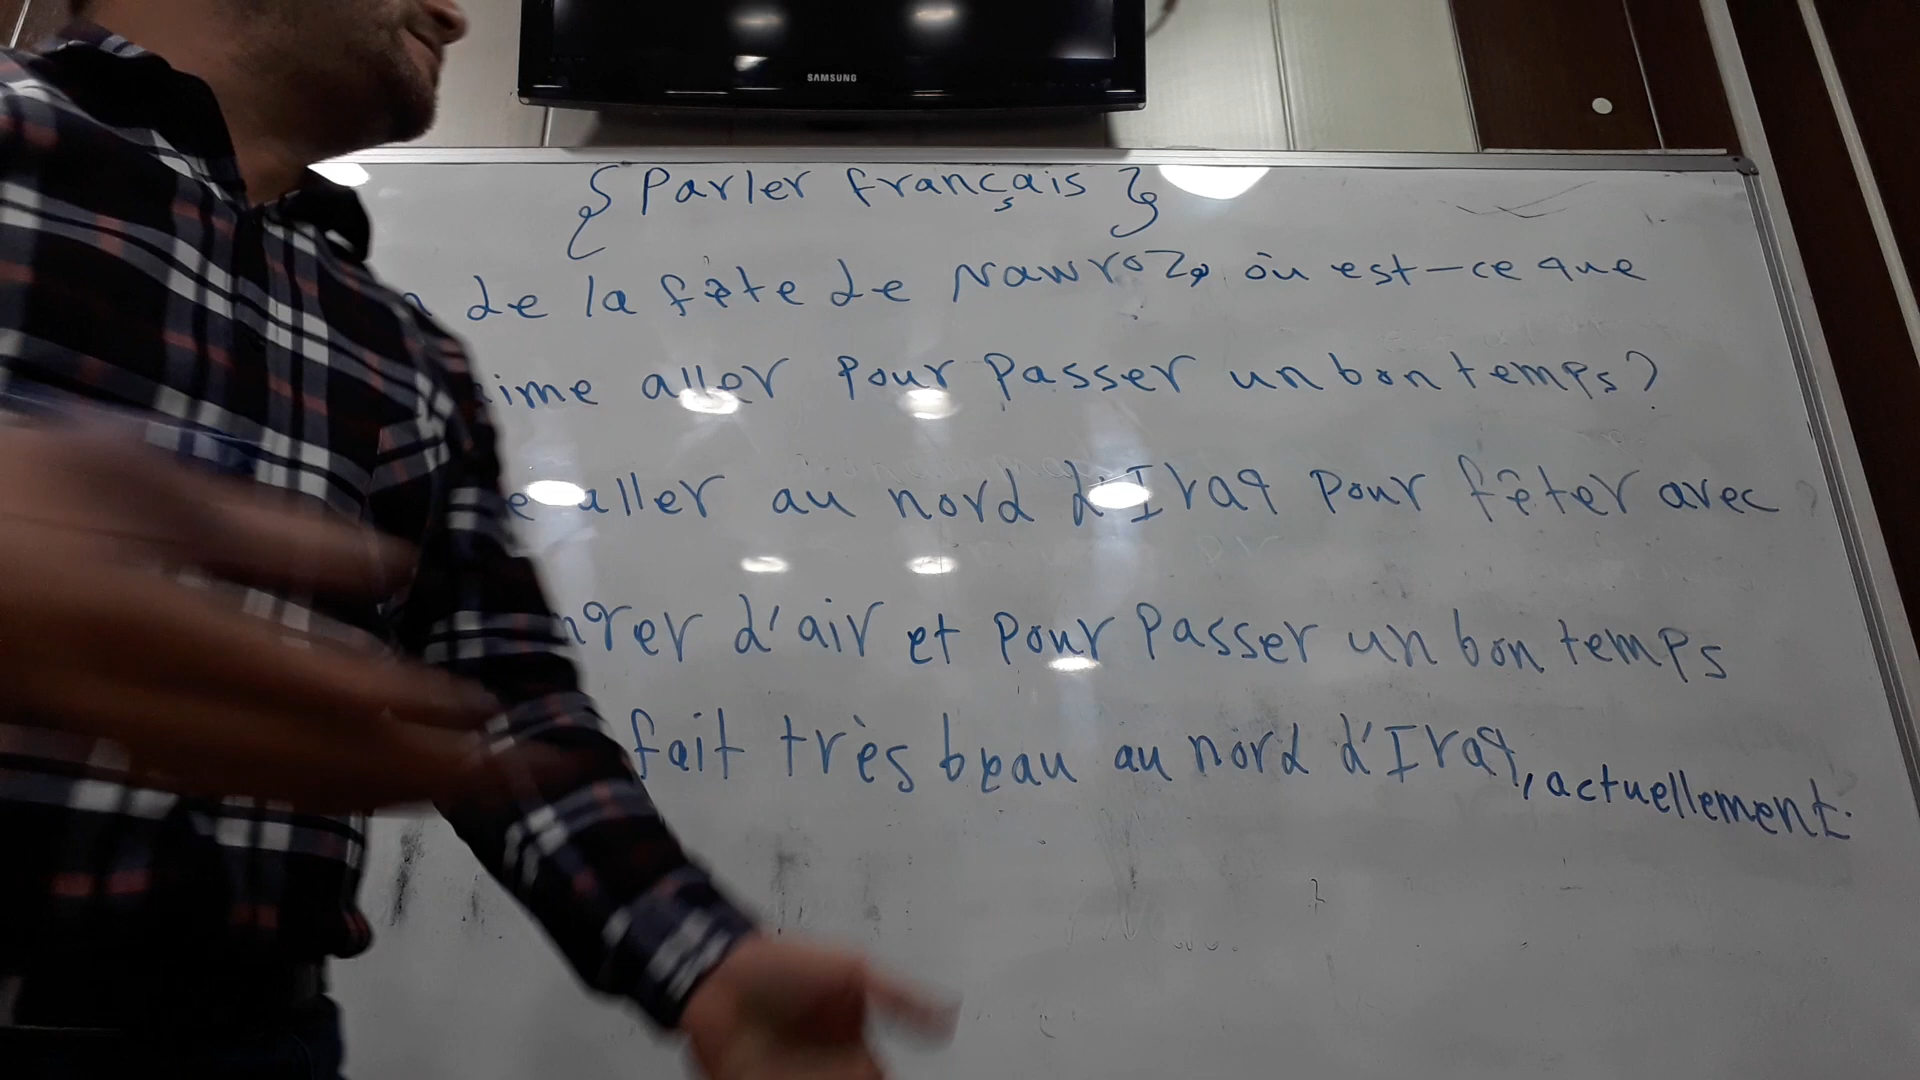 SAMSUNG
{Parler français}
de la fête de Nawroz, où est-ce que
aller pour passer un bon temps?
aller au nord d'Iraq pour fêter avec
d'air et pour passer un bon temps
fait très beau au nord d'Iraq, actuellement.